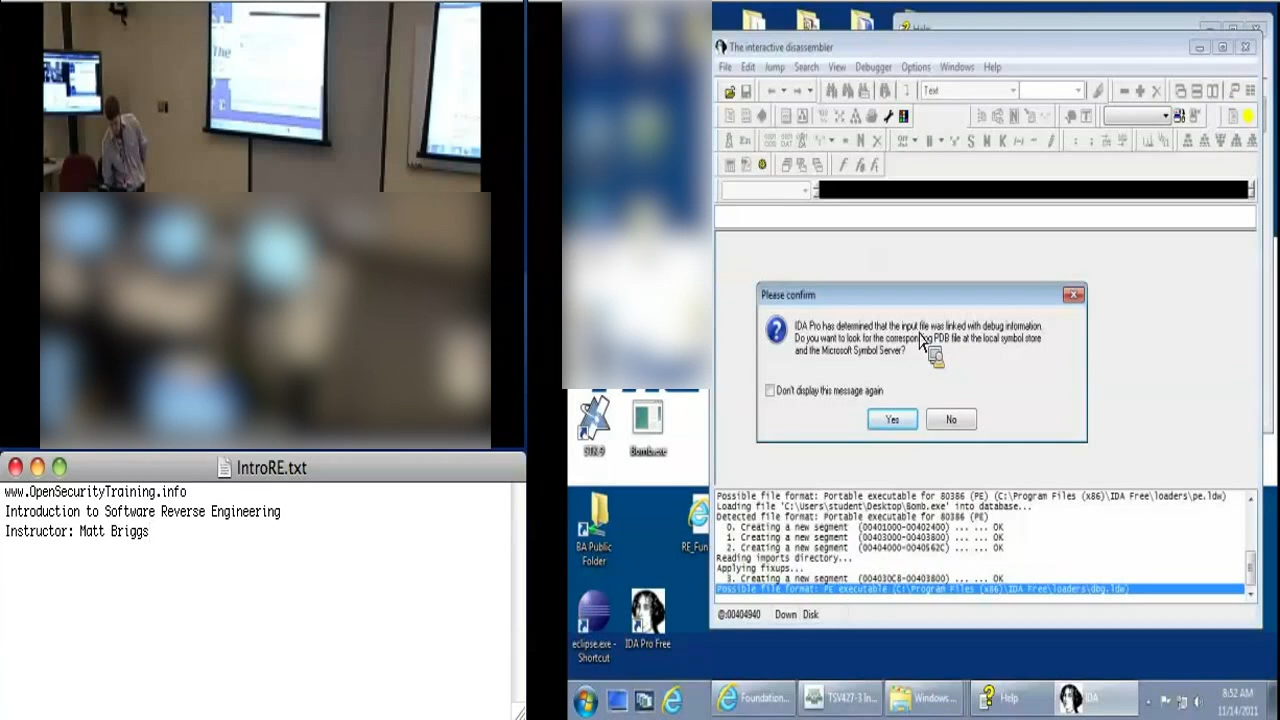 IntroRE.txt
www.OpenSecurityTraining.info
Introduction to Software Reverse Engineering
Instructor: Matt Briggs
Help
The interactive disassembler
File Edit Jump Search View Debugger Options Windows Help
Text
Please confirm
IDA Pro has determined that the input file was linked with debug information.
Do you want to look for the corresponding PDB file at the local symbol store
and the Microsoft Symbol Server?
Don't display this message again
Yes No
Possible file format: Portable executable for 80386 (PE) (C:\Program Files (x86)\IDA Free\loaders\pe.ldw)
Loading file 'C:\Users\student\Desktop\Bomb.exe' into database...
Detected file format: Portable executable for 80386 (PE)
0. Creating a new segment (00401000-00402400) ... ... OK
1. Creating a new segment (00403000-00403800) ... ... OK
2. Creating a new segment (00404000-0040562C) ... ... OK
Reading imports directory...
Applying fixups...
3. Creating a new segment (004030C8-00403800) ... ... OK
Possible file format: PE executable (C:\Program Files (x86)\IDA Free\loaders\dbg.ldw)
@:00404940 Down Disk
Bomb.exe
BA Public
Folder
RE_Fun
eclipse.exe -
Shortcut
IDA Pro Free
Foundation...
TSV427-3 In...
Windows...
Help
IDA
8:52 AM
11/14/2011